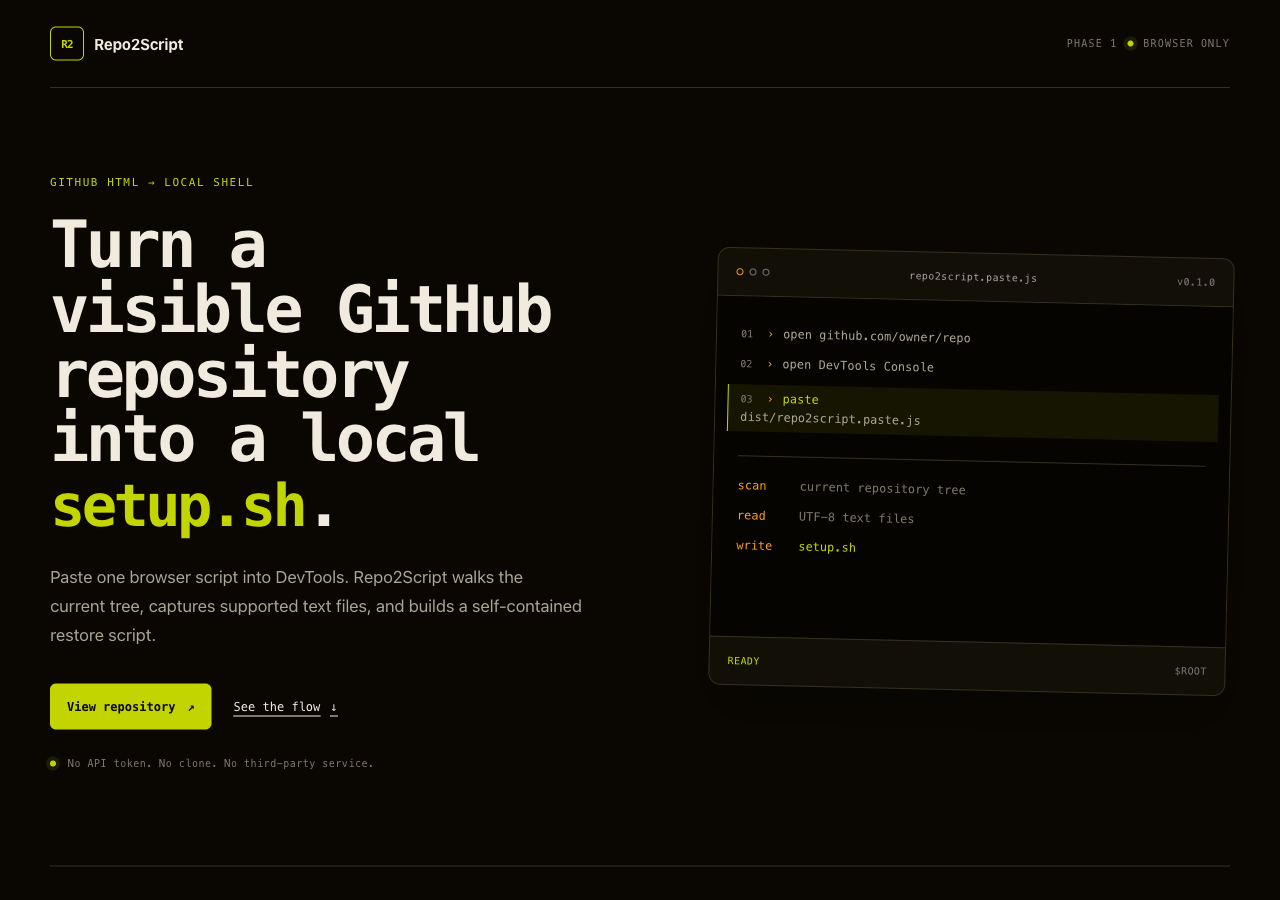 R2 Repo2Script
PHASE 1 BROWSER ONLY
GITHUB HTML → LOCAL SHELL
Turn a
visible GitHub
repository
into a local
setup.sh.
Paste one browser script into DevTools. Repo2Script walks the
current tree, captures supported text files, and builds a self-contained
restore script.
View repository ↗ See the flow ↓
No API token. No clone. No third-party service.
repo2script.paste.js v0.1.0
01 › open github.com/owner/repo
02 › open DevTools Console
03 › paste
dist/repo2script.paste.js
scan current repository tree
read UTF-8 text files
write setup.sh
READY $ROOT